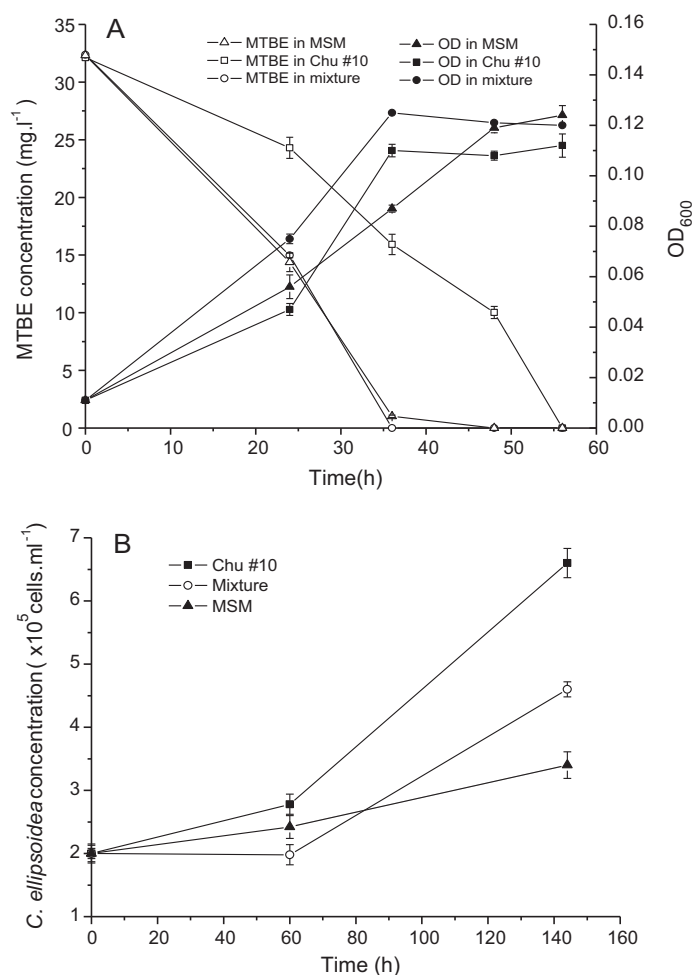 A
MTBE in MSM
MTBE in Chu #10
MTBE in mixture
OD in MSM
OD in Chu #10
OD in mixture
35
30
25
20
15
10
5
0
MTBE concentration (mg.l⁻¹)
0.16
0.14
0.12
0.10
0.08
0.06
0.04
0.02
0.00
OD₆₀₀
0 10 20 30 40 50 60
Time(h)
B
Chu #10
Mixture
MSM
7
6
5
4
3
2
1
C. ellipsoidea concentration ( x10⁵ cells.ml⁻¹)
0 20 40 60 80 100 120 140 160
Time (h)